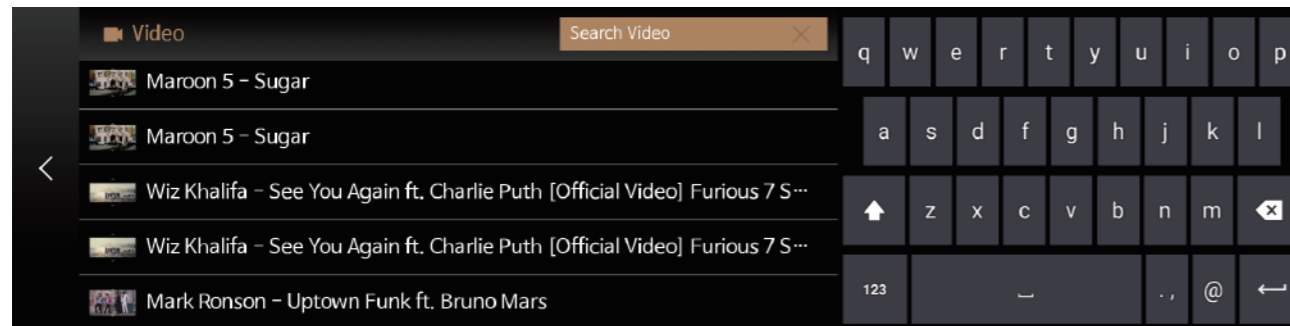 Video
Search Video
Maroon 5 – Sugar
Maroon 5 – Sugar
Wiz Khalifa – See You Again ft. Charlie Puth [Official Video] Furious 7 S…
Wiz Khalifa – See You Again ft. Charlie Puth [Official Video] Furious 7 S…
Mark Ronson – Uptown Funk ft. Bruno Mars
q w e r t y u i o p
a s d f g h j k l
z x c v b n m
123 . , @